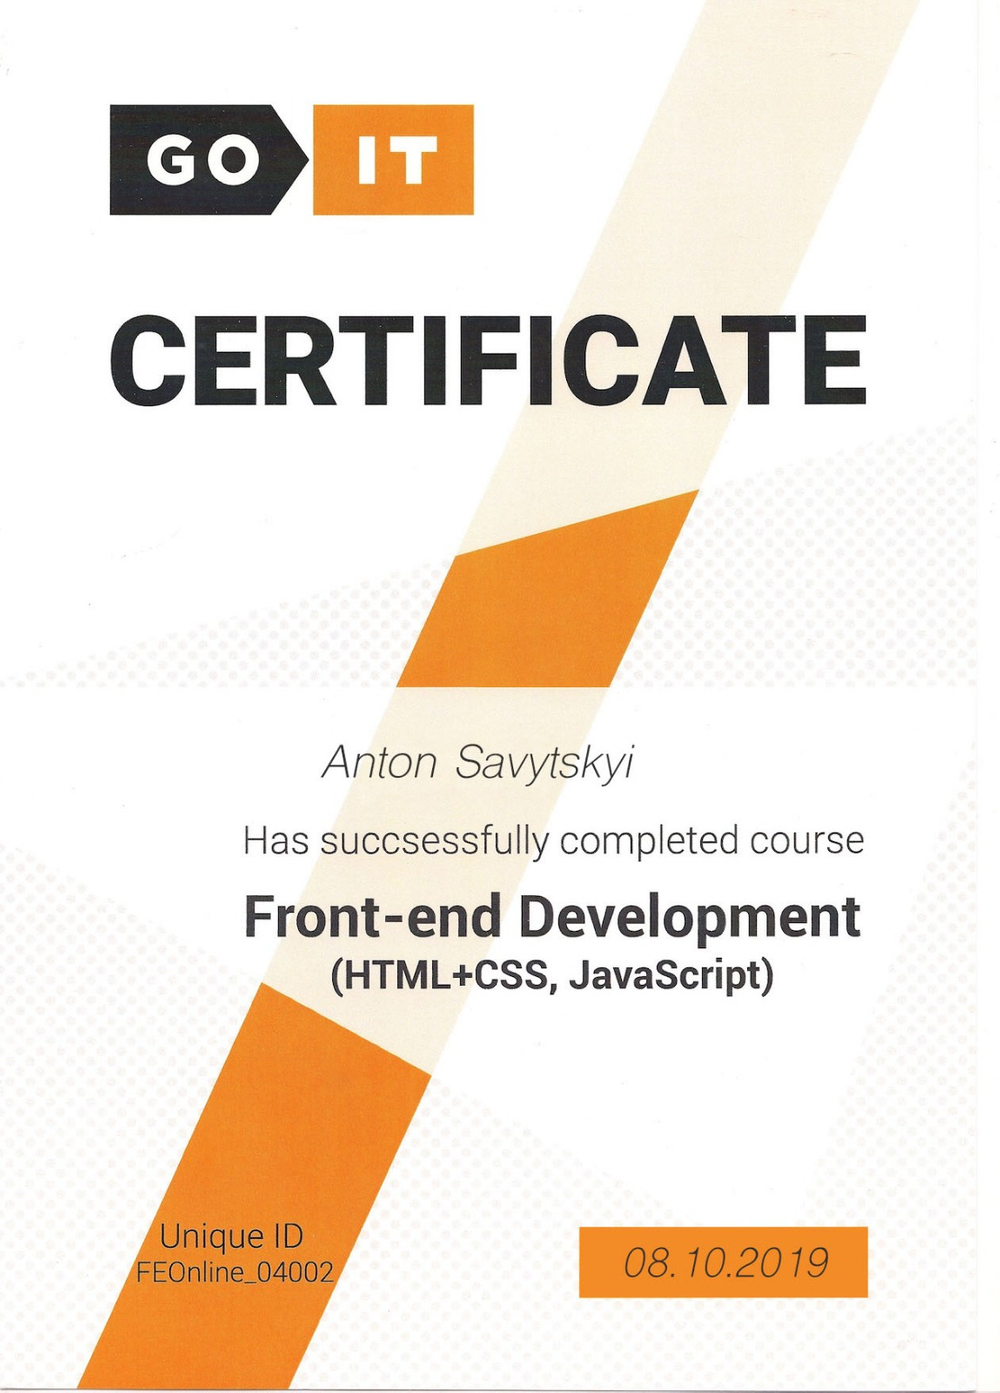 GO IT
CERTIFICATE
Anton Savytskyi
Has succsessfully completed course
Front-end Development
(HTML+CSS, JavaScript)
Unique ID
FEOnline_04002
08.10.2019